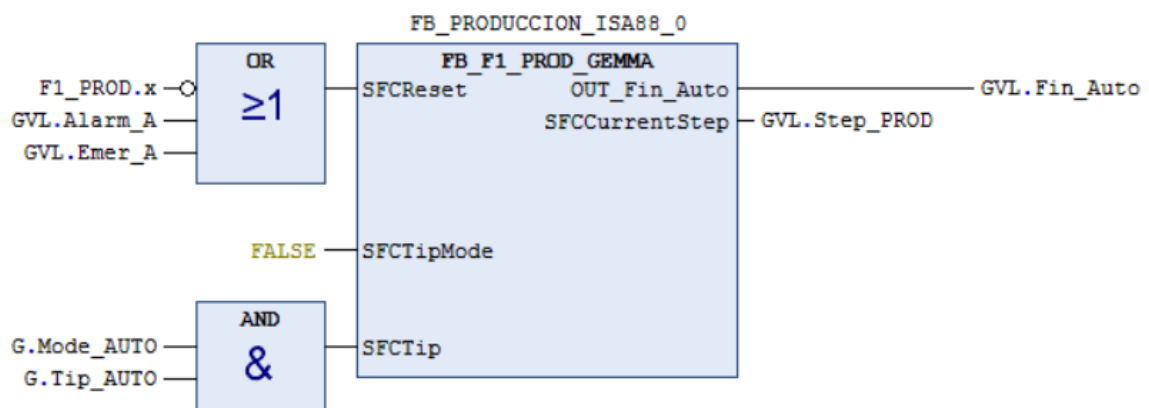 FB_PRODUCCION_ISA88_0
OR
≥1
FB_F1_PROD_GEMMA
F1_PROD.x
SFCReset
OUT_Fin_Auto
GVL.Fin_Auto
GVL.Alarm_A
SFCCurrentStep
GVL.Step_PROD
GVL.Emer_A
FALSE
SFCTipMode
AND
&
G.Mode_AUTO
SFCTip
G.Tip_AUTO